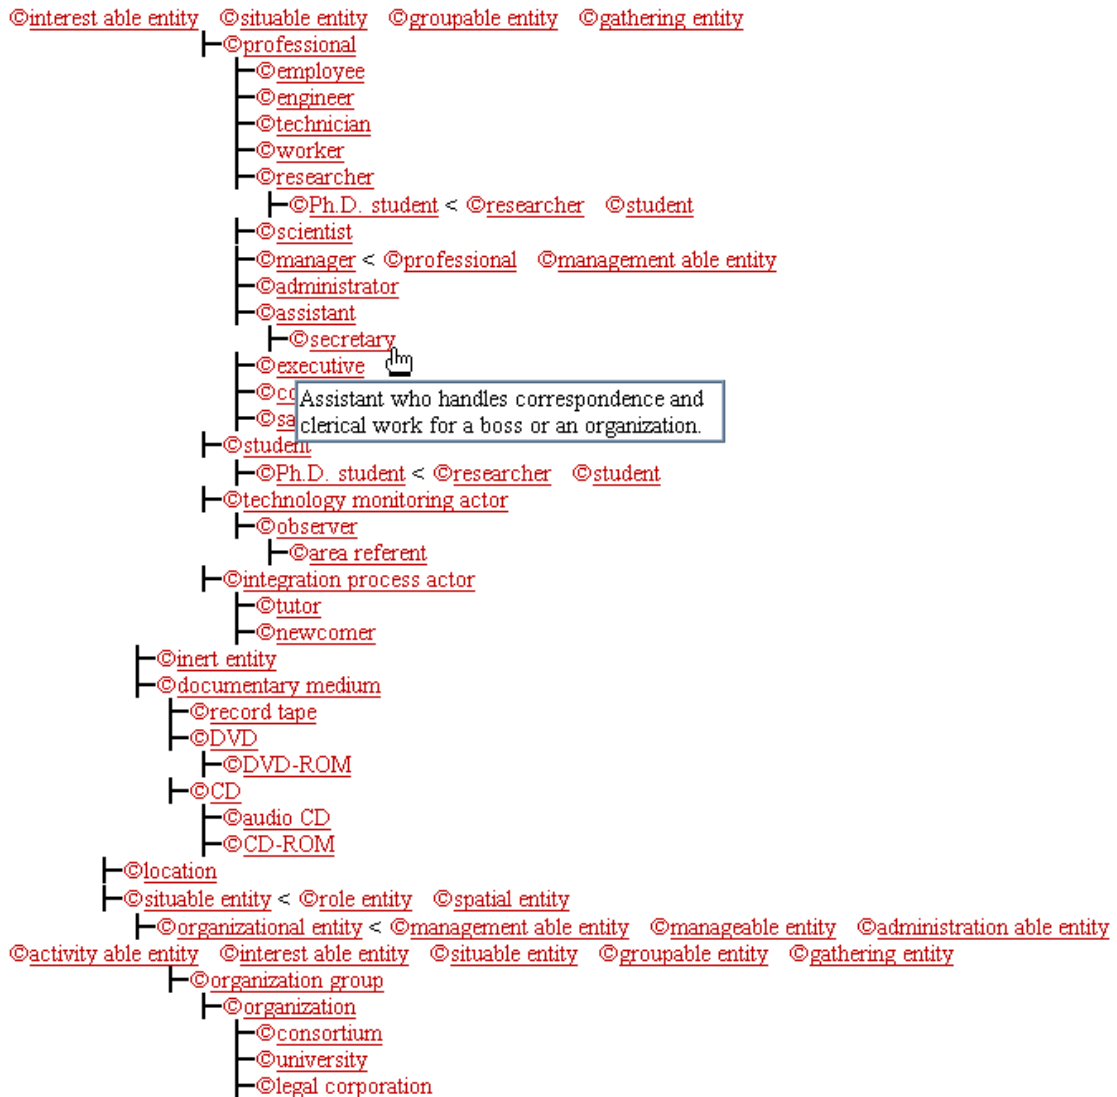 ©interest able entity ©situable entity ©groupable entity ©gathering entity
©professional
©employee
©engineer
©technician
©worker
©researcher
©Ph.D. student < ©researcher ©student
©scientist
©manager < ©professional ©management able entity
©administrator
©assistant
©secretary
©executive
©co
Assistant who handles correspondence and
©sa
clerical work for a boss or an organization.
©student
©Ph.D. student < ©researcher ©student
©technology monitoring actor
©observer
©area referent
©integration process actor
©tutor
©newcomer
©inert entity
©documentary medium
©record tape
©DVD
©DVD-ROM
©CD
©audio CD
©CD-ROM
©location
©situable entity < ©role entity ©spatial entity
©organizational entity < ©management able entity ©manageable entity ©administration able entity
©activity able entity ©interest able entity ©situable entity ©groupable entity ©gathering entity
©organization group
©organization
©consortium
©university
©legal corporation